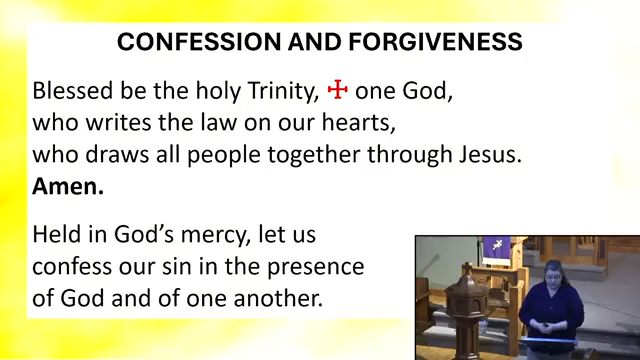 CONFESSION AND FORGIVENESS
Blessed be the holy Trinity, ☩ one God,
who writes the law on our hearts,
who draws all people together through Jesus.
Amen.
Held in God’s mercy, let us
confess our sin in the presence
of God and of one another.